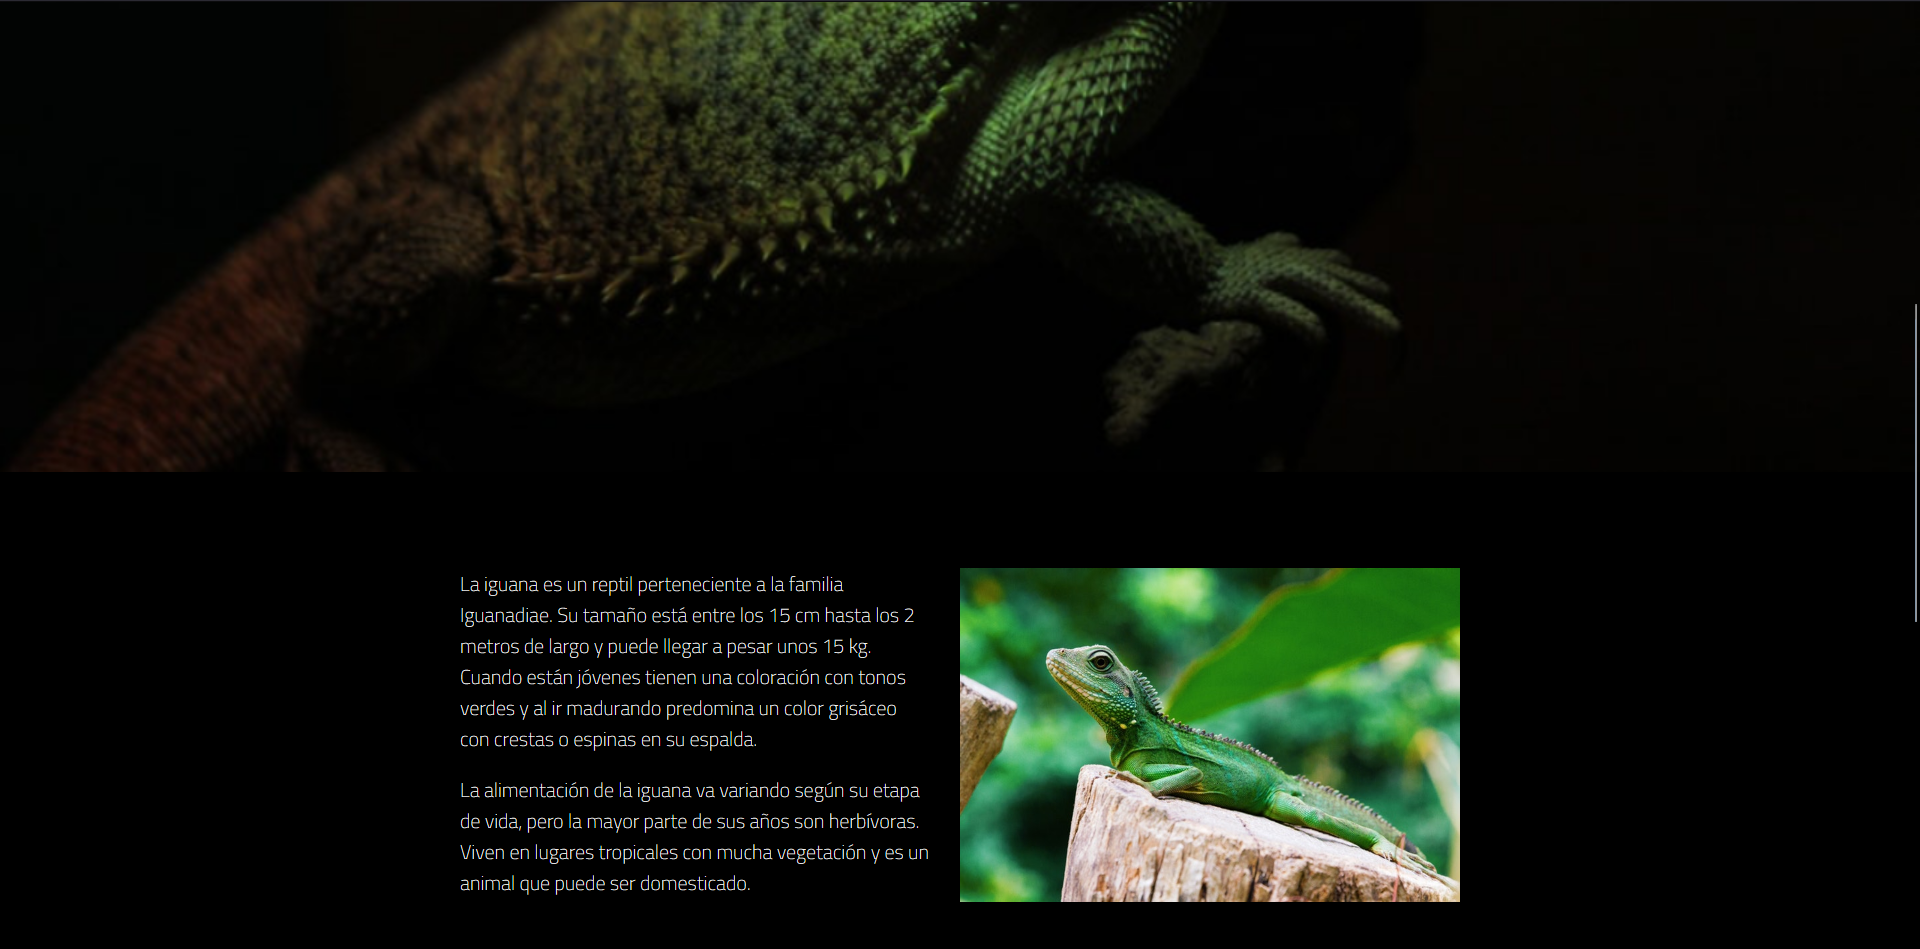 La iguana es un reptil perteneciente a la familia
Iguanadiae. Su tamaño está entre los 15 cm hasta los 2
metros de largo y puede llegar a pesar unos 15 kg.
Cuando están jóvenes tienen una coloración con tonos
verdes y al ir madurando predomina un color grisáceo
con crestas o espinas en su espalda.
La alimentación de la iguana va variando según su etapa
de vida, pero la mayor parte de sus años son herbívoras.
Viven en lugares tropicales con mucha vegetación y es un
animal que puede ser domesticado.